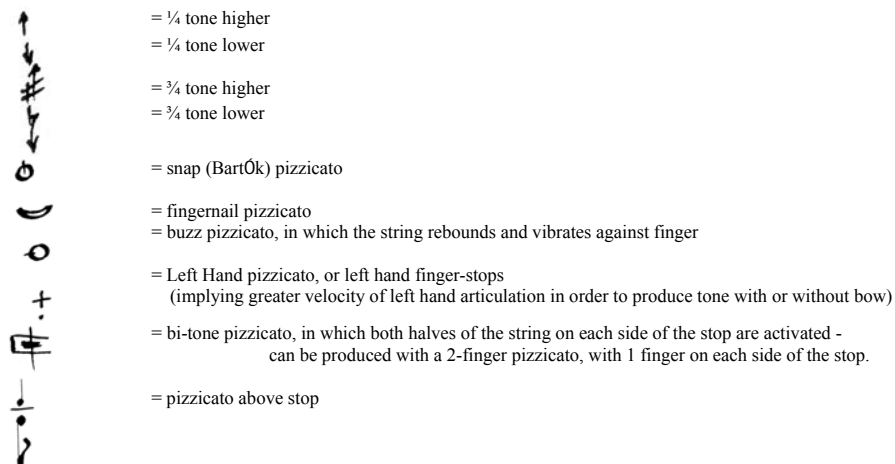 = ¼ tone higher
= ¼ tone lower
= ¾ tone higher
= ¾ tone lower
= snap (BartÓk) pizzicato
= fingernail pizzicato
= buzz pizzicato, in which the string rebounds and vibrates against finger
= Left Hand pizzicato, or left hand finger-stops
(implying greater velocity of left hand articulation in order to produce tone with or without bow)
= bi-tone pizzicato, in which both halves of the string on each side of the stop are activated -
can be produced with a 2-finger pizzicato, with 1 finger on each side of the stop.
= pizzicato above stop